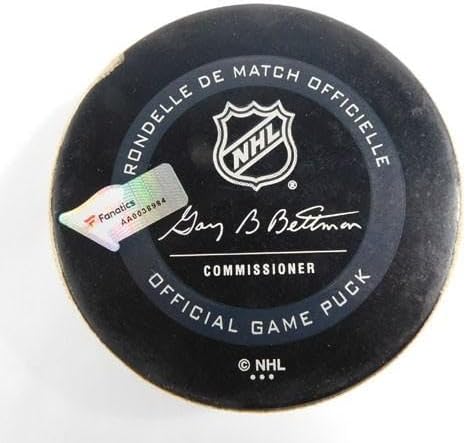 RONDELLE DE MATCH OFFICIELLE
NHL
®
Fanatics
AA0038984
Gary B Bettman
COMMISSIONER
OFFICIAL GAME PUCK
© NHL